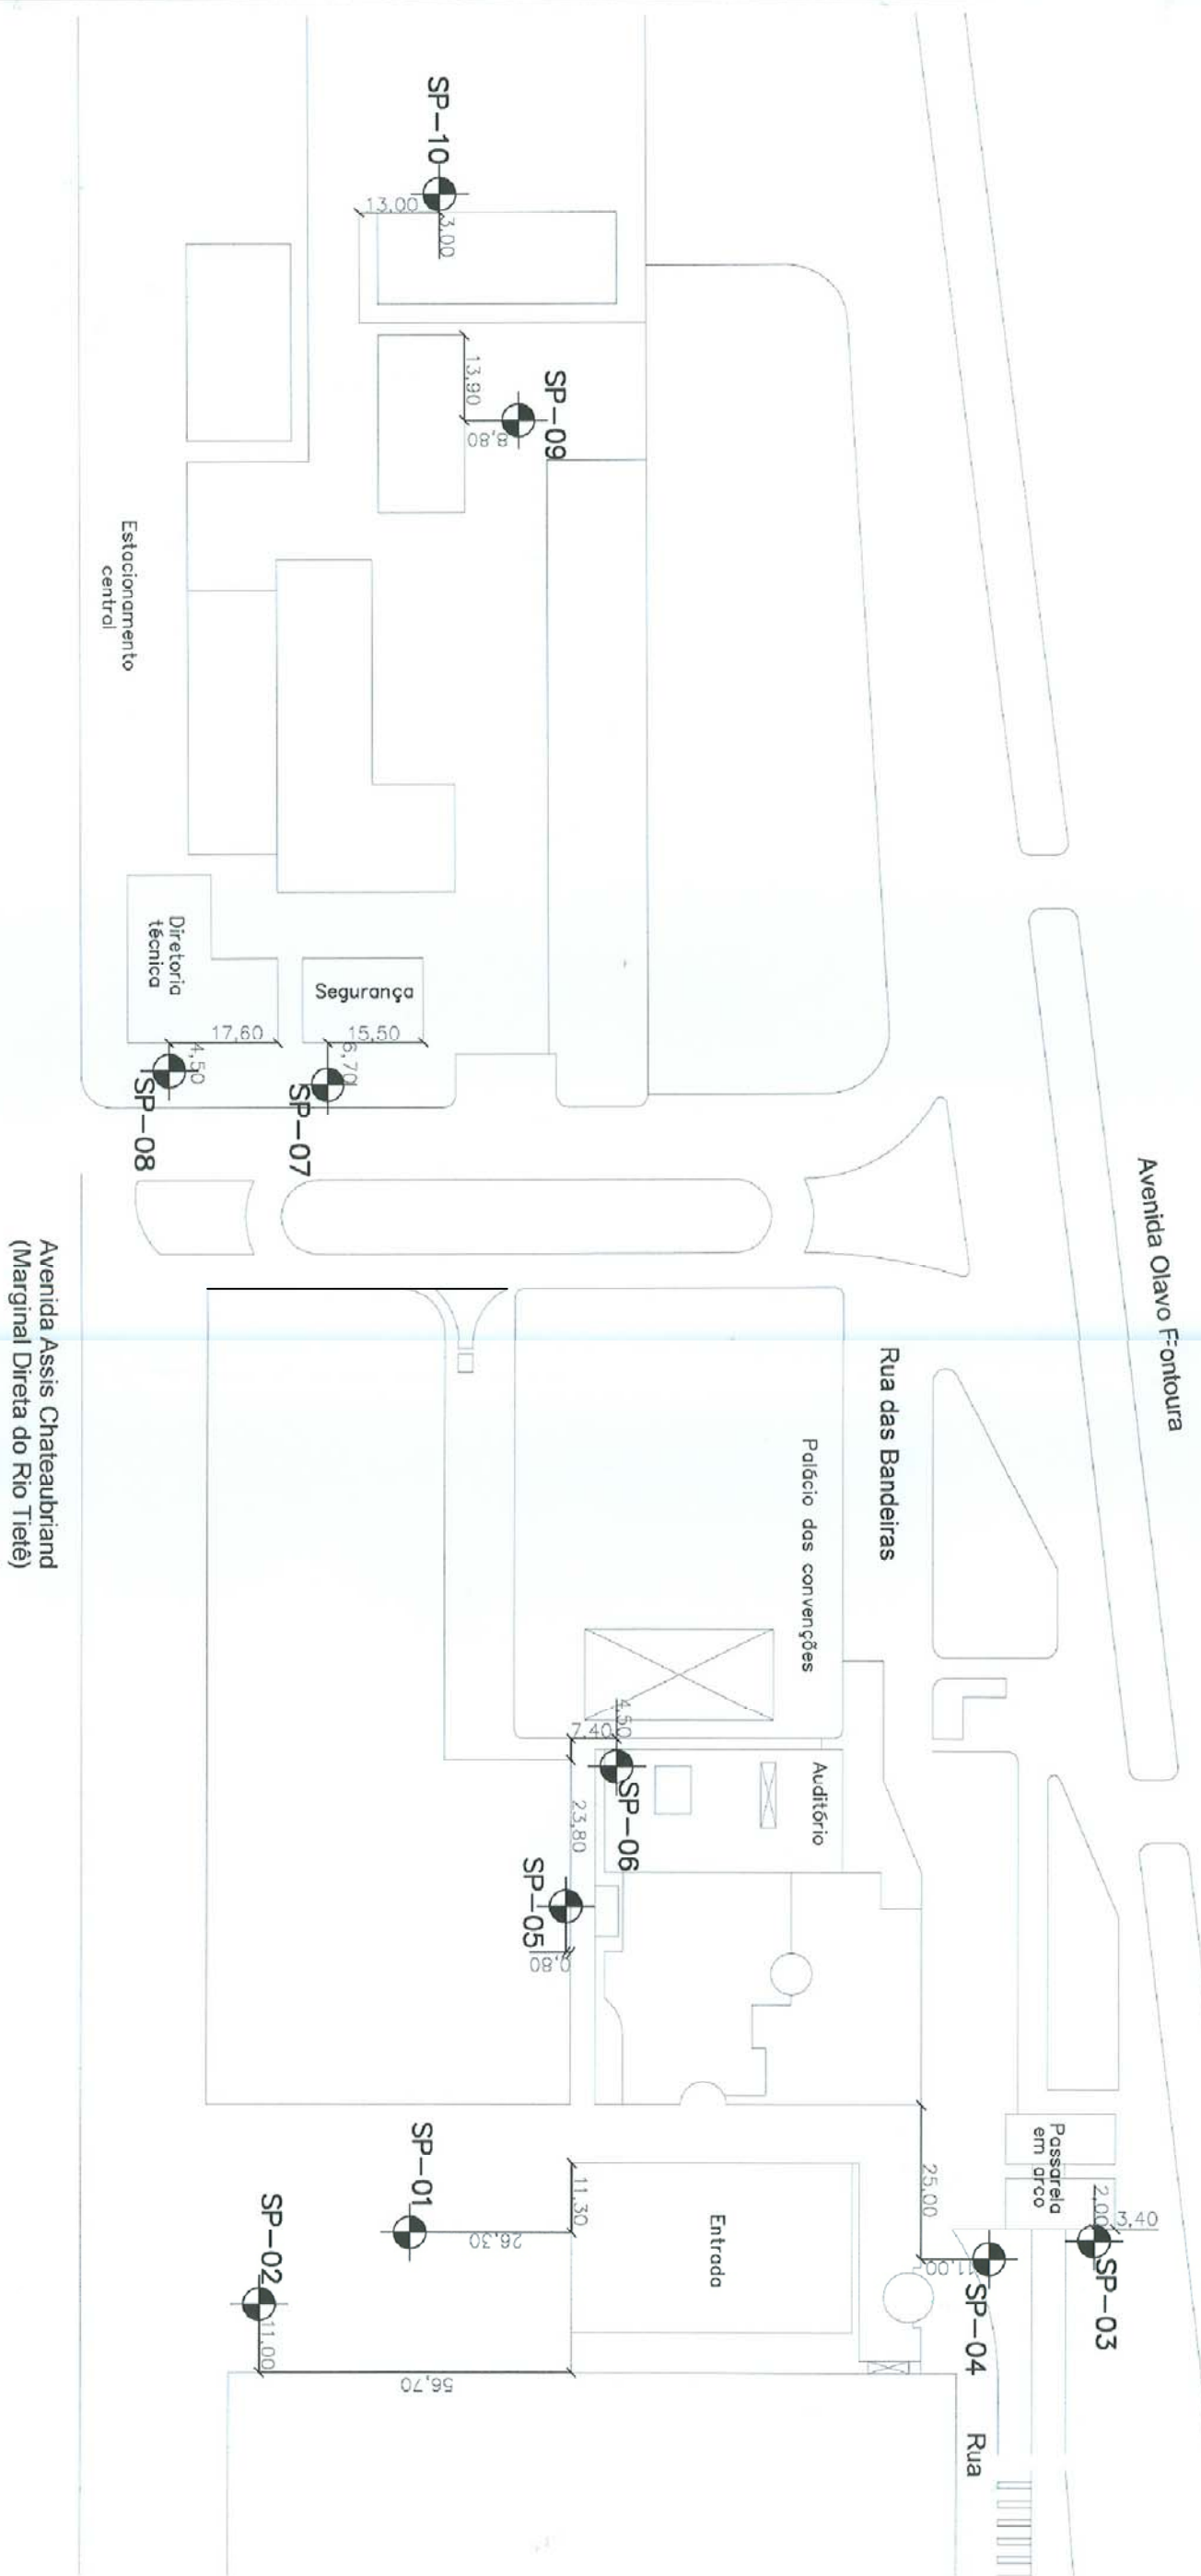 SP-10
13,00
3,00
SP-09
13,90
8,80
Estacionamento
central
Diretoria
técnica
Segurança
17,60
4,50
15,50
6,70
SP-08
SP-07
Avenida Olavo Fontoura
Avenida Assis Chateaubriand
(Marginal Direta do Rio Tietê)
Rua das Bandeiras
Palácio das convenções
4,50
7,40
SP-06
Auditório
23,80
SP-05
0,80
Passarela
em arco
2,00
3,40
SP-03
25,00
11,00
SP-04
Rua
SP-01
11,30
26,30
Entrada
SP-02
11,00
56,70